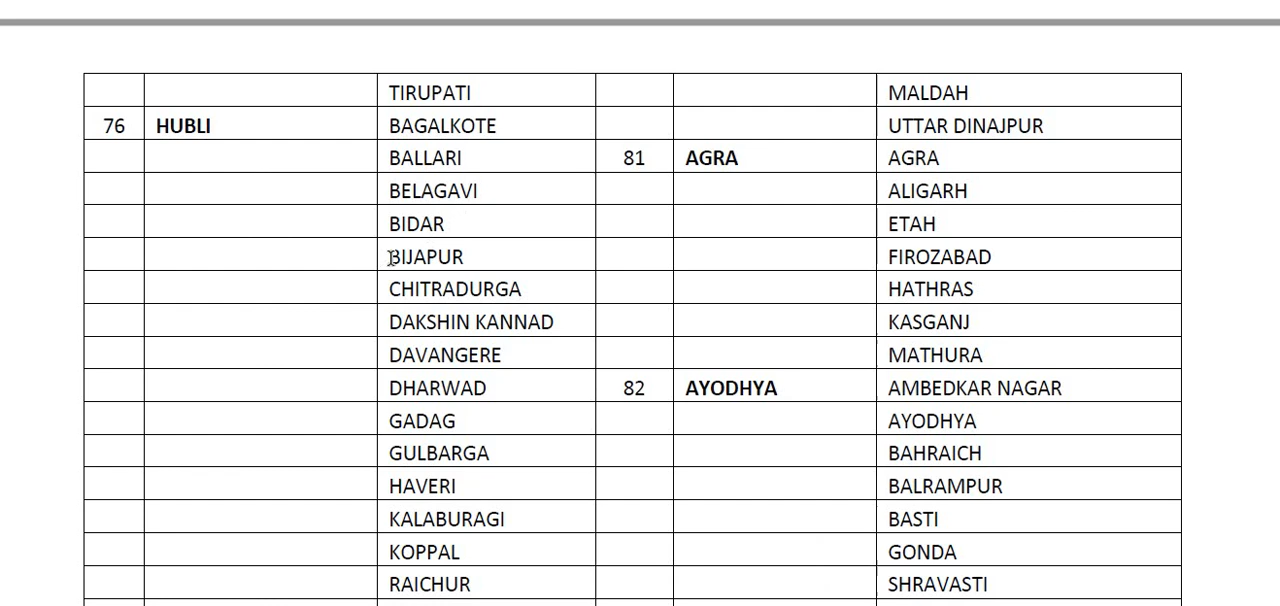 TIRUPATI MALDAH
76 HUBLI BAGALKOTE UTTAR DINAJPUR
BALLARI 81 AGRA AGRA
BELAGAVI ALIGARH
BIDAR ETAH
BIJAPUR FIROZABAD
CHITRADURGA HATHRAS
DAKSHIN KANNAD KASGANJ
DAVANGERE MATHURA
DHARWAD 82 AYODHYA AMBEDKAR NAGAR
GADAG AYODHYA
GULBARGA BAHRAICH
HAVERI BALRAMPUR
KALABURAGI BASTI
KOPPAL GONDA
RAICHUR SHRAVASTI